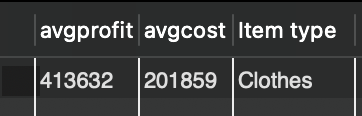 avgprofit avgcost Item type
413632 201859 Clothes